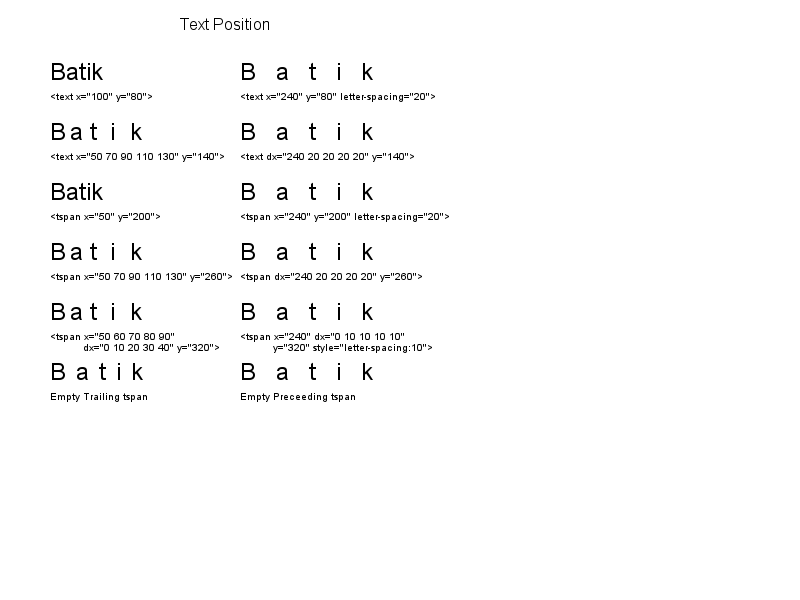 Text Position
Batik
B a t i k
<text x="100" y="80">
<text x="240" y="80" letter-spacing="20">
B a t i k
B a t i k
<text x="50 70 90 110 130" y="140">
<text dx="240 20 20 20 20" y="140">
Batik
B a t i k
<tspan x="50" y="200">
<tspan x="240" y="200" letter-spacing="20">
B a t i k
B a t i k
<tspan x="50 70 90 110 130" y="260">
<tspan dx="240 20 20 20 20" y="260">
B a t i k
B a t i k
<tspan x="50 60 70 80 90"
dx="0 10 20 30 40" y="320">
<tspan x="240" dx="0 10 10 10 10"
y="320" style="letter-spacing:10">
B a t i k
B a t i k
Empty Trailing tspan
Empty Preceeding tspan